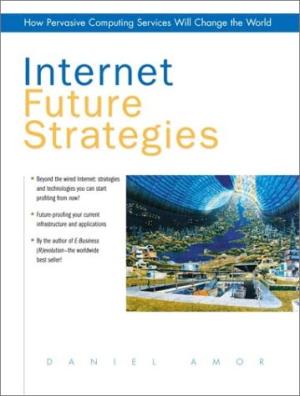 How Pervasive Computing Services Will Change the World
Internet
Future
Strategies
Beyond the wired Internet: strategies
and technologies you can start
profiting from now!
Future-proofing your current
infrastructure and applications
By the author of E-Business
(R)evolution—the worldwide
best seller!
DANIEL AMOR